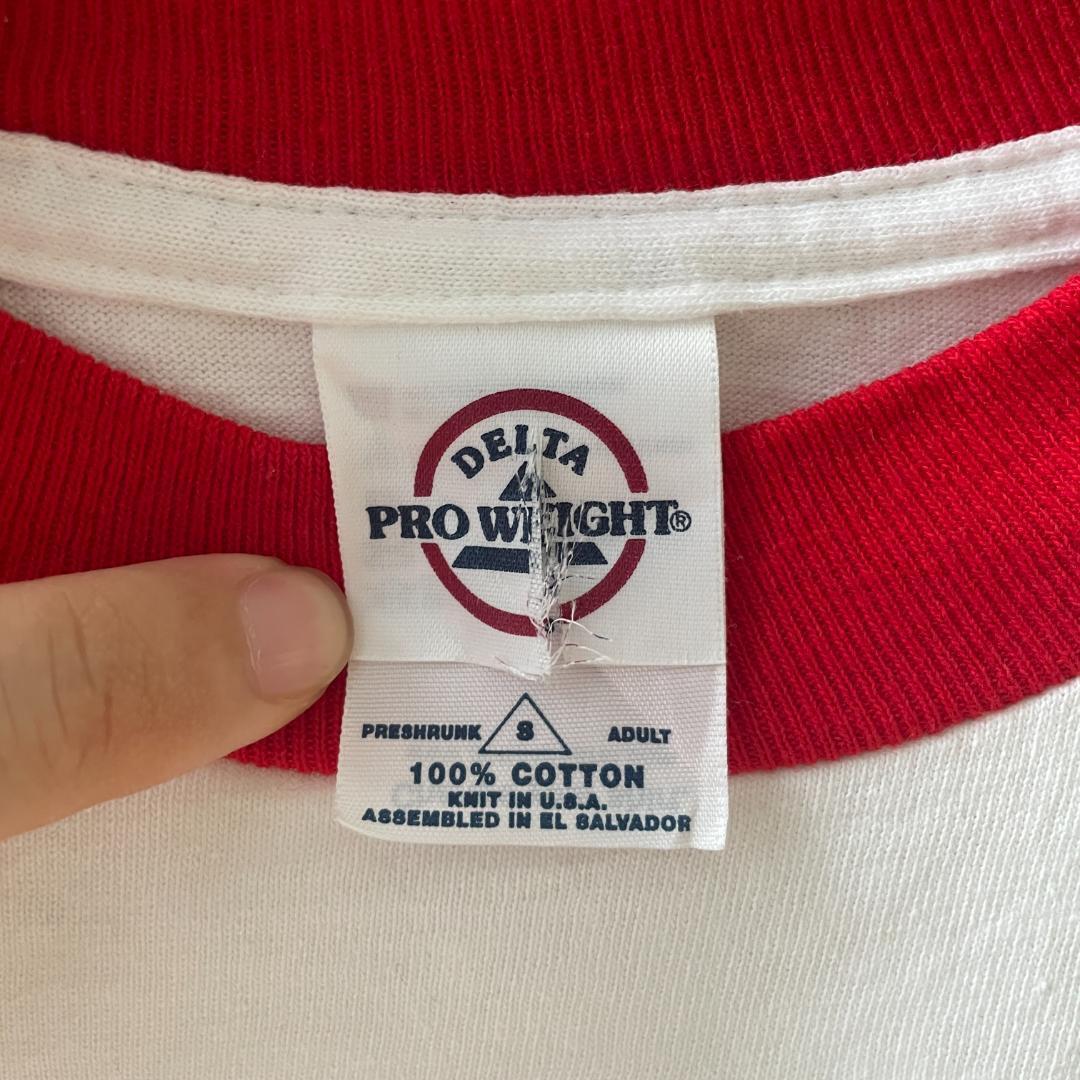 DELTA
PRO WEIGHT®
PRESHRUNK S ADULT
100% COTTON
KNIT IN U.S.A.
ASSEMBLED IN EL SALVADOR